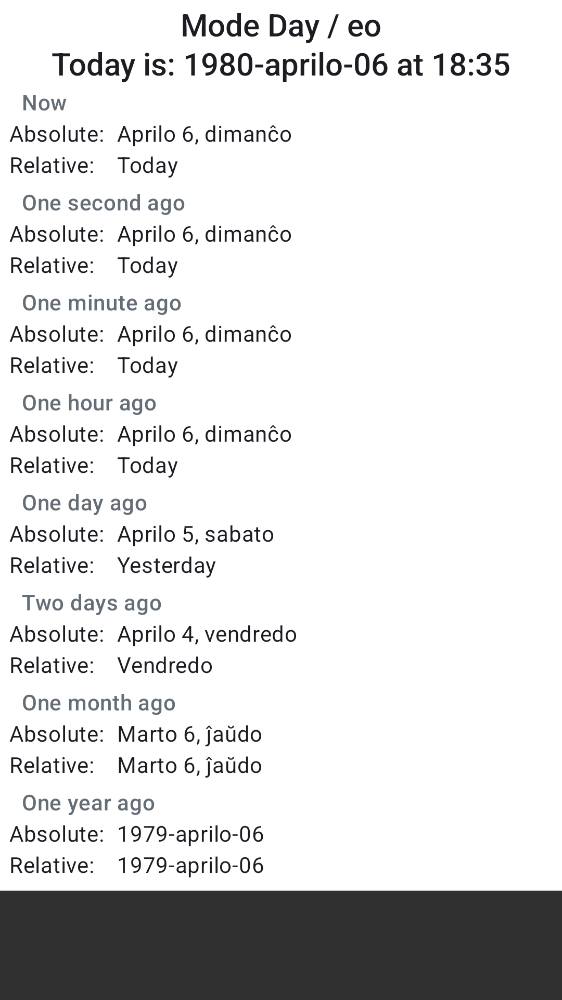 Mode Day / eo
Today is: 1980-aprilo-06 at 18:35
Now
Absolute: Aprilo 6, dimanĉo
Relative: Today
One second ago
Absolute: Aprilo 6, dimanĉo
Relative: Today
One minute ago
Absolute: Aprilo 6, dimanĉo
Relative: Today
One hour ago
Absolute: Aprilo 6, dimanĉo
Relative: Today
One day ago
Absolute: Aprilo 5, sabato
Relative: Yesterday
Two days ago
Absolute: Aprilo 4, vendredo
Relative: Vendredo
One month ago
Absolute: Marto 6, ĵaŭdo
Relative: Marto 6, ĵaŭdo
One year ago
Absolute: 1979-aprilo-06
Relative: 1979-aprilo-06